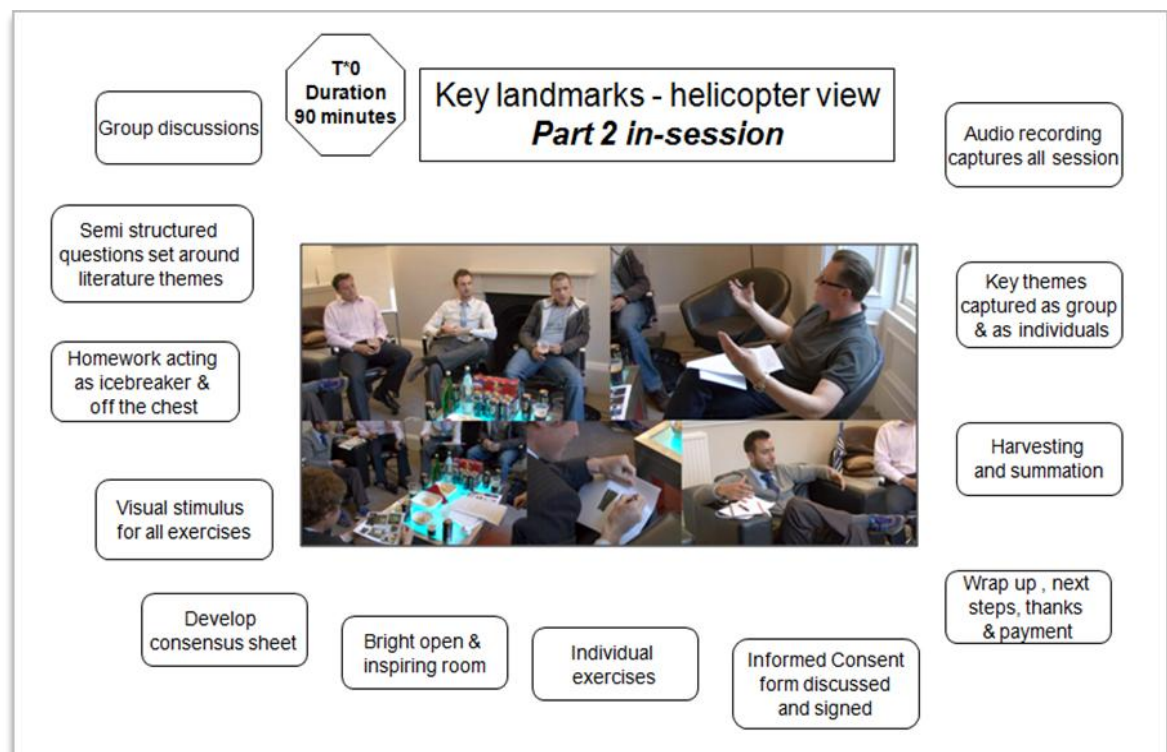 T*0
Duration
90 minutes
Key landmarks - helicopter view
Part 2 in-session
Group discussions
Semi structured
questions set around
literature themes
Homework acting
as icebreaker &
off the chest
Visual stimulus
for all exercises
Develop
consensus sheet
Bright open &
inspiring room
Individual
exercises
Informed Consent
form discussed
and signed
Wrap up , next
steps, thanks
& payment
Harvesting
and summation
Key themes
captured as group
& as individuals
Audio recording
captures all session